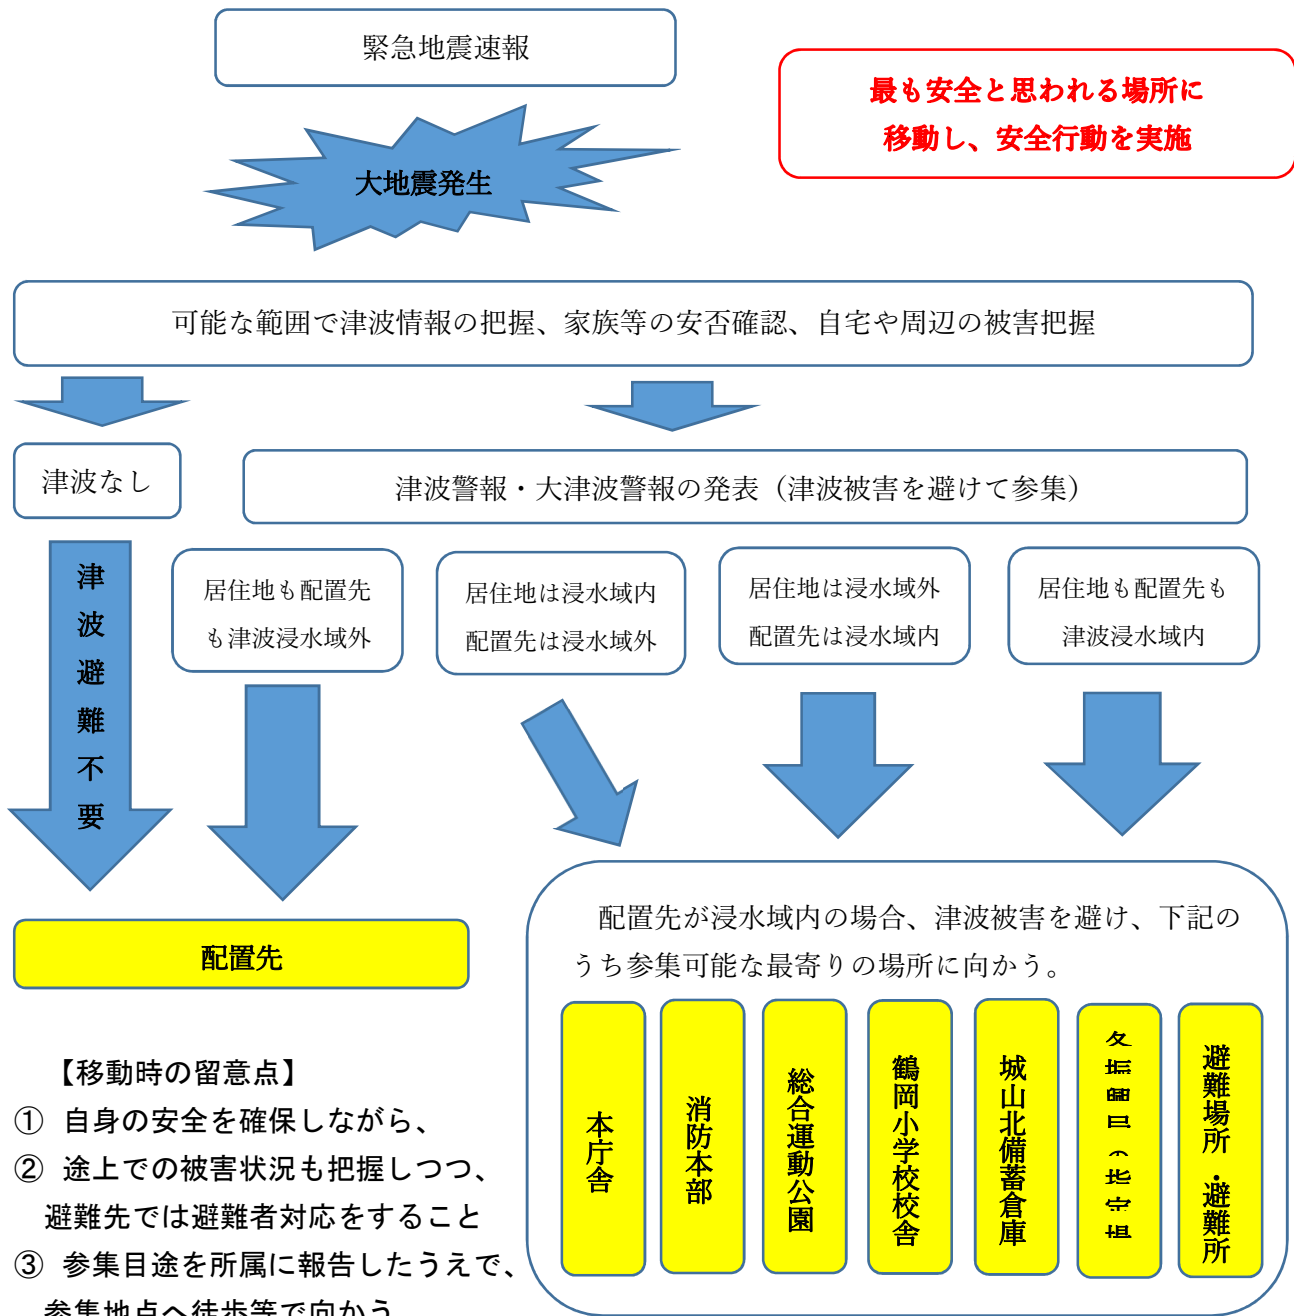 緊急地震速報
最も安全と思われる場所に
移動し、安全行動を実施
大地震発生
可能な範囲で津波情報の把握、家族等の安否確認、自宅や周辺の被害把握
津波なし
津波警報・大津波警報の発表（津波被害を避けて参集）
津波避難不要
居住地も配置先
も津波浸水域外
居住地は浸水域内
配置先は浸水域外
居住地は浸水域外
配置先は浸水域内
居住地も配置先も
津波浸水域内
配置先
配置先が浸水域内の場合、津波被害を避け、下記の
うち参集可能な最寄りの場所に向かう。
本庁舎
消防本部
総合運動公園
鶴岡小学校校舎
城山北備蓄倉庫
の指定
避難場所・避難所
【移動時の留意点】
① 自身の安全を確保しながら、
② 途上での被害状況も把握しつつ、
避難先では避難者対応をすること
③ 参集目途を所属に報告したうえで、
参集地点へ徒歩等で向かう